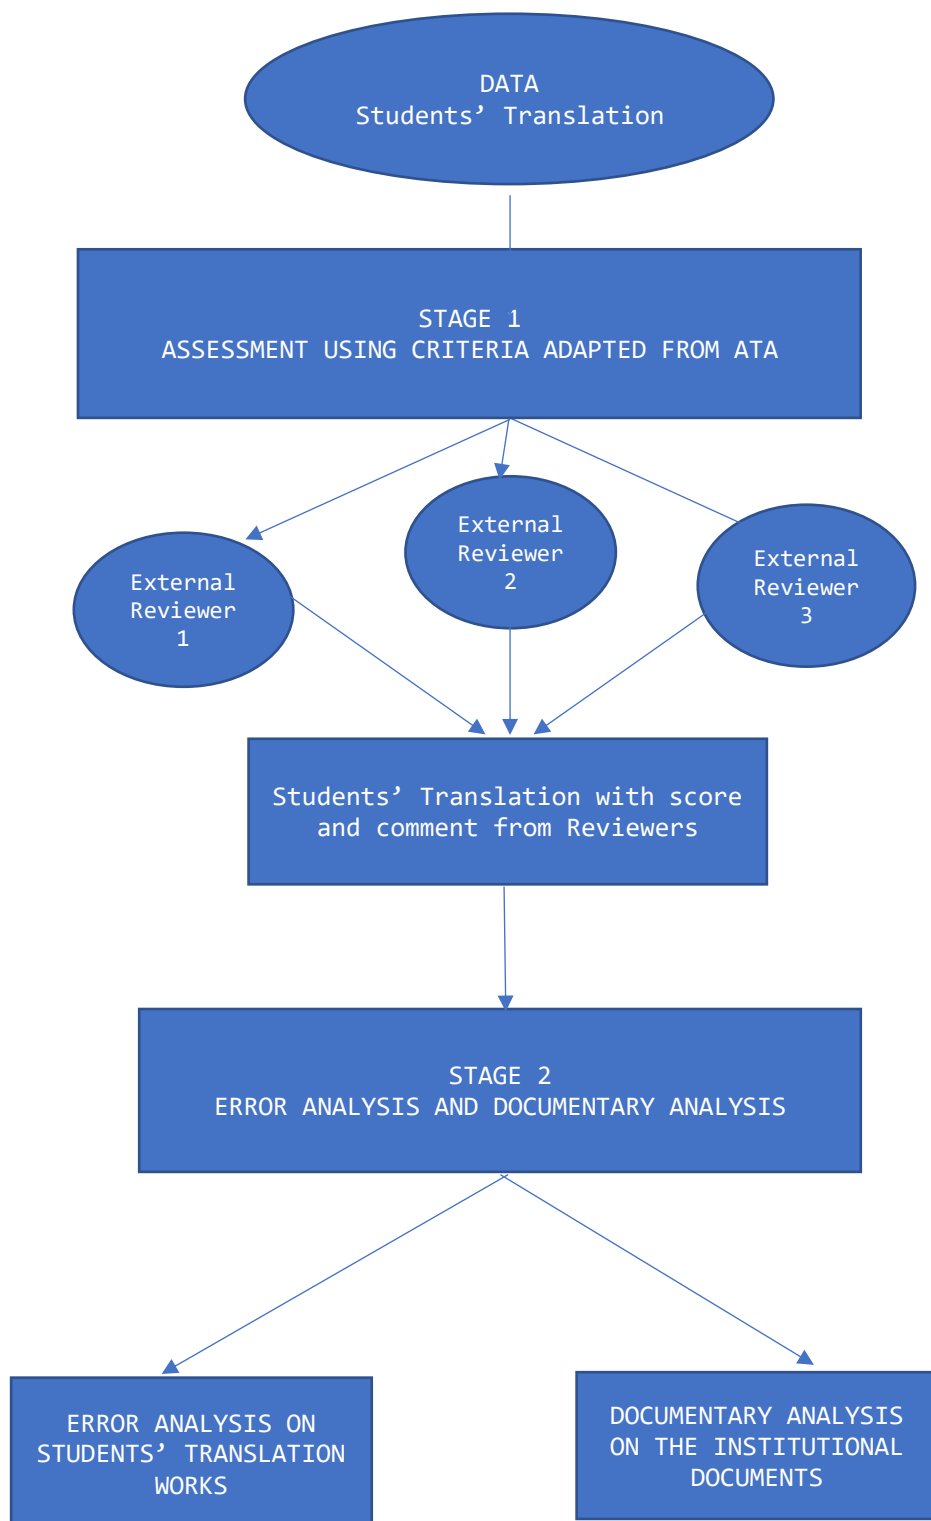 DATA
Students’ Translation
STAGE 1
ASSESSMENT USING CRITERIA ADAPTED FROM ATA
External
Reviewer
1
External
Reviewer
2
External
Reviewer
3
Students’ Translation with score
and comment from Reviewers
STAGE 2
ERROR ANALYSIS AND DOCUMENTARY ANALYSIS
ERROR ANALYSIS ON
STUDENTS’ TRANSLATION
WORKS
DOCUMENTARY ANALYSIS
ON THE INSTITUTIONAL
DOCUMENTS